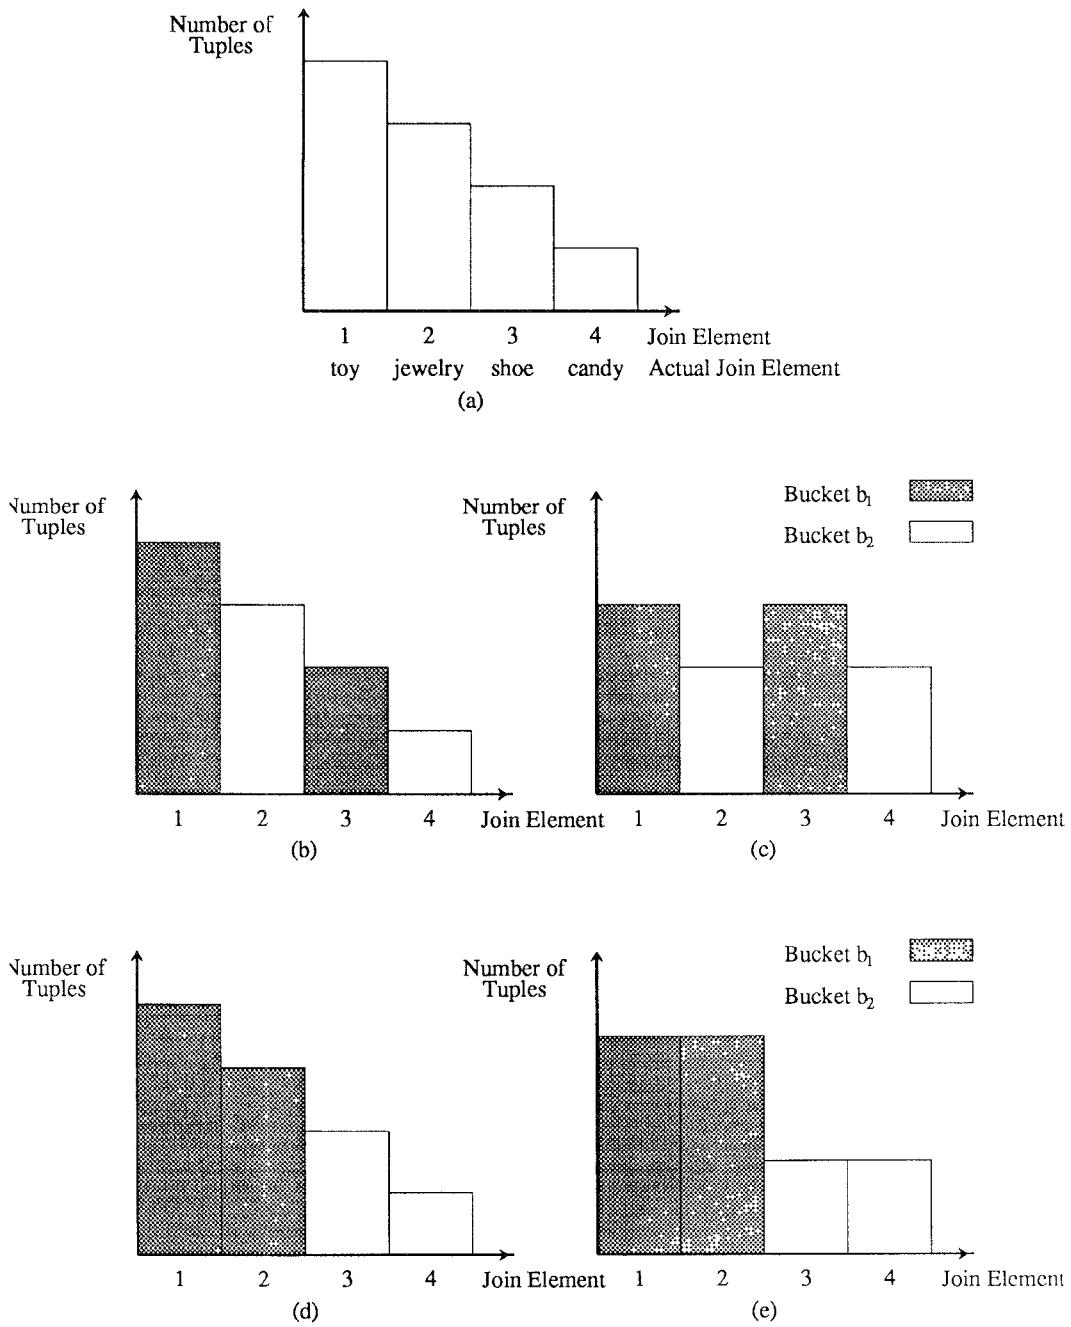 Number of
Tuples
1 2 3 4 Join Element
toy jewelry shoe candy Actual Join Element
(a)
Number of
Tuples
1 2 3 4 Join Element
(b)
Number of
Tuples
Bucket b1
Bucket b2
1 2 3 4 Join Element
(c)
Number of
Tuples
1 2 3 4 Join Element
(d)
Number of
Tuples
Bucket b1
Bucket b2
1 2 3 4 Join Element
(e)